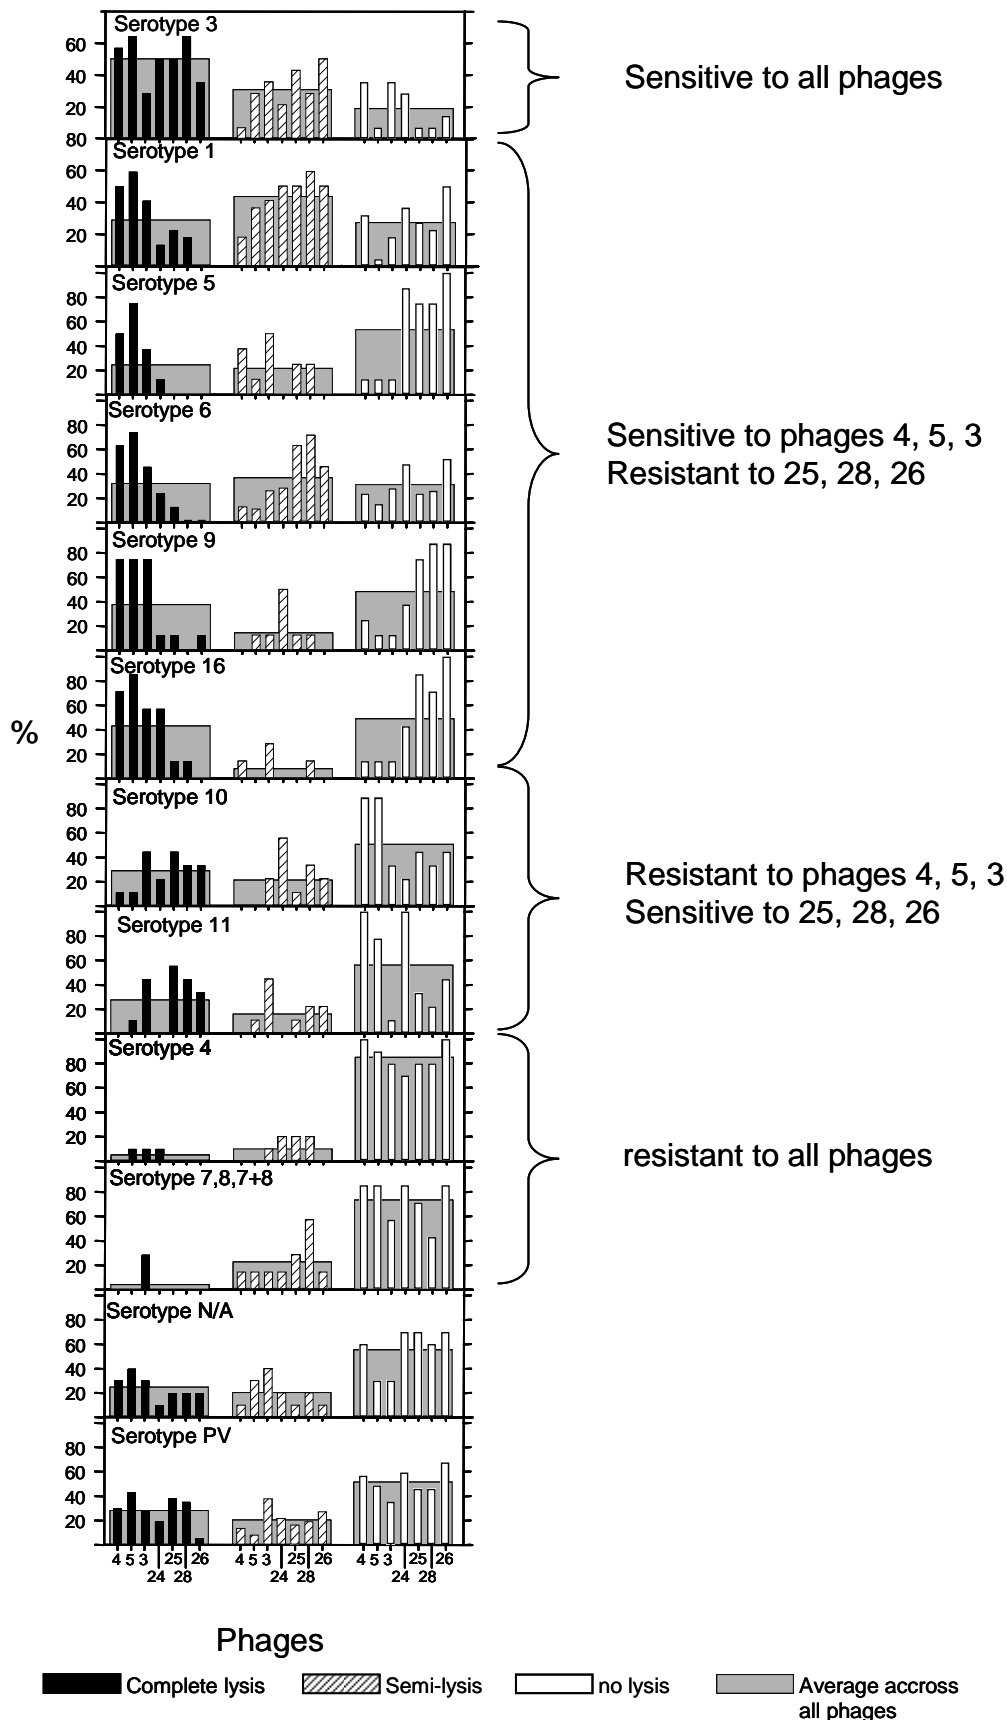 Serotype 3
60
40
20
Sensitive to all phages
80
Serotype 1
60
40
20
Serotype 5
80
60
40
20
Serotype 6
80
60
40
20
Sensitive to phages 4, 5, 3
Resistant to 25, 28, 26
Serotype 9
80
60
40
20
Serotype 16
80
60
40
20
%
Serotype 10
80
60
40
20
Resistant to phages 4, 5, 3
Sensitive to 25, 28, 26
Serotype 11
80
60
40
20
Serotype 4
80
60
40
20
resistant to all phages
Serotype 7,8,7+8
80
60
40
20
Serotype N/A
80
60
40
20
Serotype PV
80
60
40
20
4 5 3 25 26 4 5 3 25 26 4 5 3 25 26
24 28 24 28 24 28
Phages
Complete lysis Semi-lysis no lysis Average accross
all phages